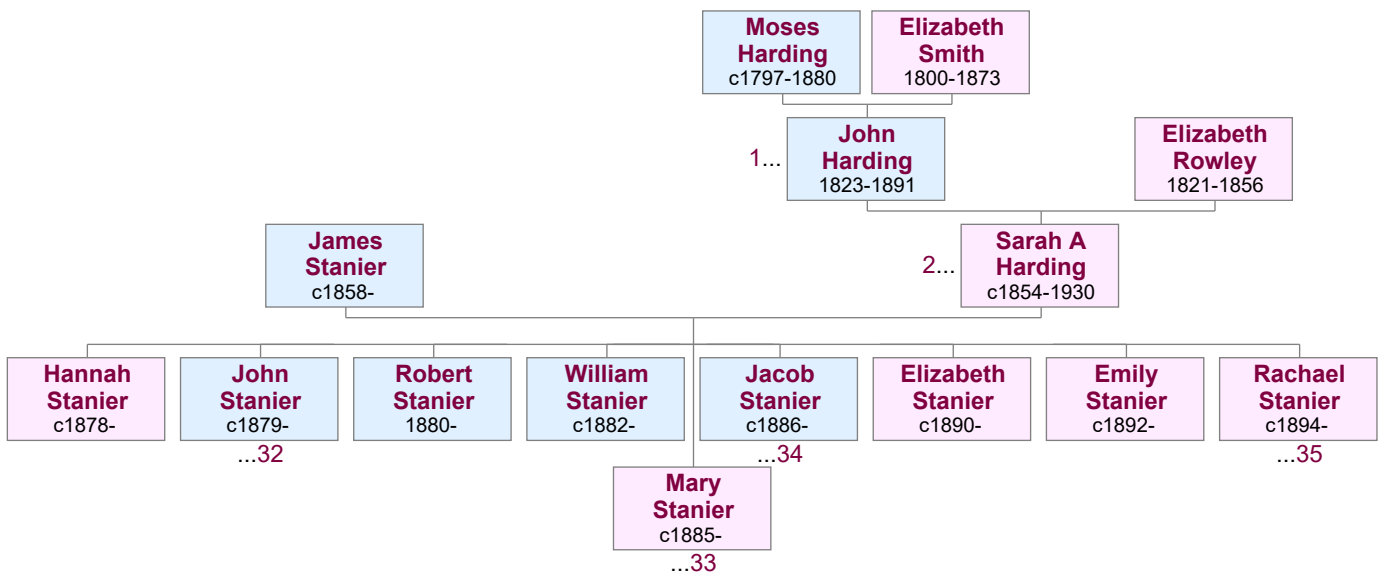 Moses
Harding
c1797-1880
Elizabeth
Smith
1800-1873
1...
John
Harding
1823-1891
Elizabeth
Rowley
1821-1856
James
Stanier
c1858-
2...
Sarah A
Harding
c1854-1930
Hannah
Stanier
c1878-
John
Stanier
c1879-
...32
Robert
Stanier
1880-
William
Stanier
c1882-
Jacob
Stanier
c1886-
...34
Elizabeth
Stanier
c1890-
Emily
Stanier
c1892-
Rachael
Stanier
c1894-
...35
Mary
Stanier
c1885-
...33